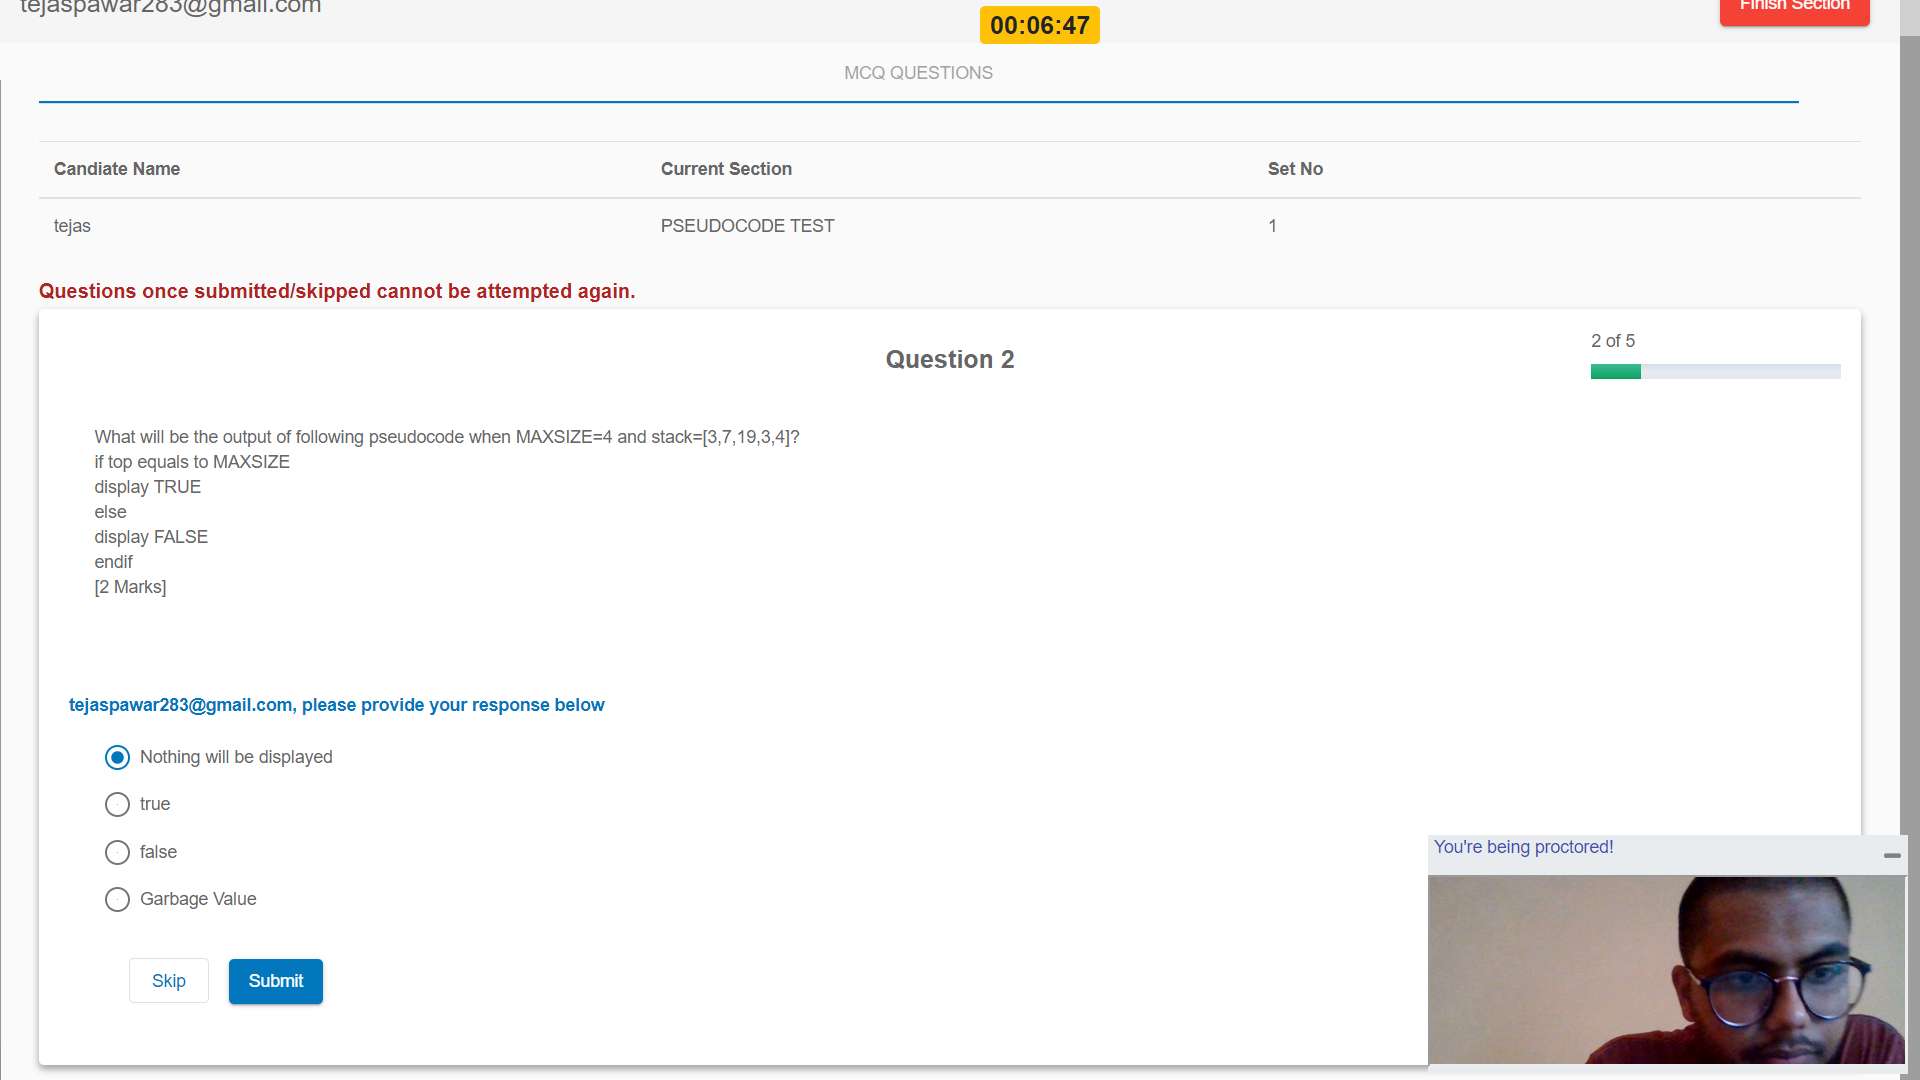 tejaspawar283@gmail.com
00:06:47
Finish Section
MCQ QUESTIONS
Candiate Name
Current Section
Set No
tejas
PSEUDOCODE TEST
1
Questions once submitted/skipped cannot be attempted again.
2 of 5
Question 2
What will be the output of following pseudocode when MAXSIZE=4 and stack=[3,7,19,3,4]?
if top equals to MAXSIZE
display TRUE
else
display FALSE
endif
[2 Marks]
tejaspawar283@gmail.com, please provide your response below
Nothing will be displayed
true
false
Garbage Value
Skip
Submit
You're being proctored!